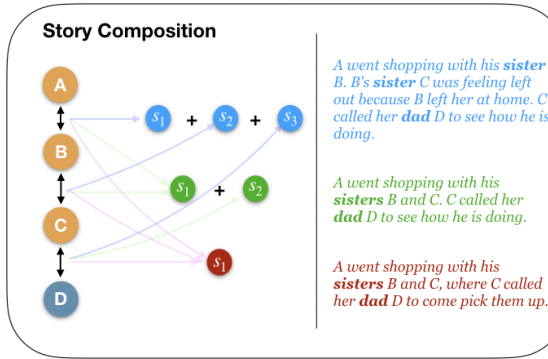 Story Composition
A
B
C
D
s1 + s2 + s3
s1 + s2
s1
A went shopping with his sister
B. B's sister C was feeling left
out because B left her at home. C
called her dad D to see how he is
doing.
A went shopping with his
sisters B and C. C called her
dad D to see how he is doing.
A went shopping with his
sisters B and C, where C called
her dad D to come pick them up.